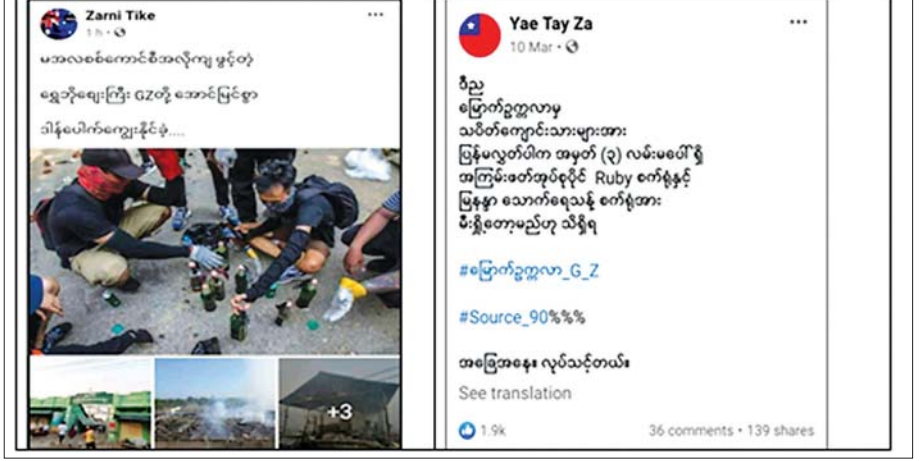 Zarni Tike
1 h
မအလစစ်ကောင်စီအလိုကျ ဖွင့်တဲ့
ရွှေဘိုဈေးကြီး GZတို့ အောင်မြင်စွာ
ဒါန်ပေါက်ကျွေးနိုင်ခဲ့....
+3
Yae Tay Za
10 Mar
ဒီည
မြောက်ဥက္ကလာမှ
သပိတ်ကျောင်းသားများအား
ပြန်မလွှတ်ပါက အမှတ် (၃) လမ်းမပေါ် ရှိ
အကြမ်းဖတ်အုပ်စုပိုင် Ruby စက်ရုံနှင့်
မြနန္ဒာ သောက်ရေသန့် စက်ရုံအား
မီးရှို့တော့မည်ဟု သိရှိရ
#မြောက်ဥက္ကလာ_G_Z
#Source_90%%%
အခြေအနေ။ လုပ်သင့်တယ်။
See translation
1.9k
36 comments • 139 shares